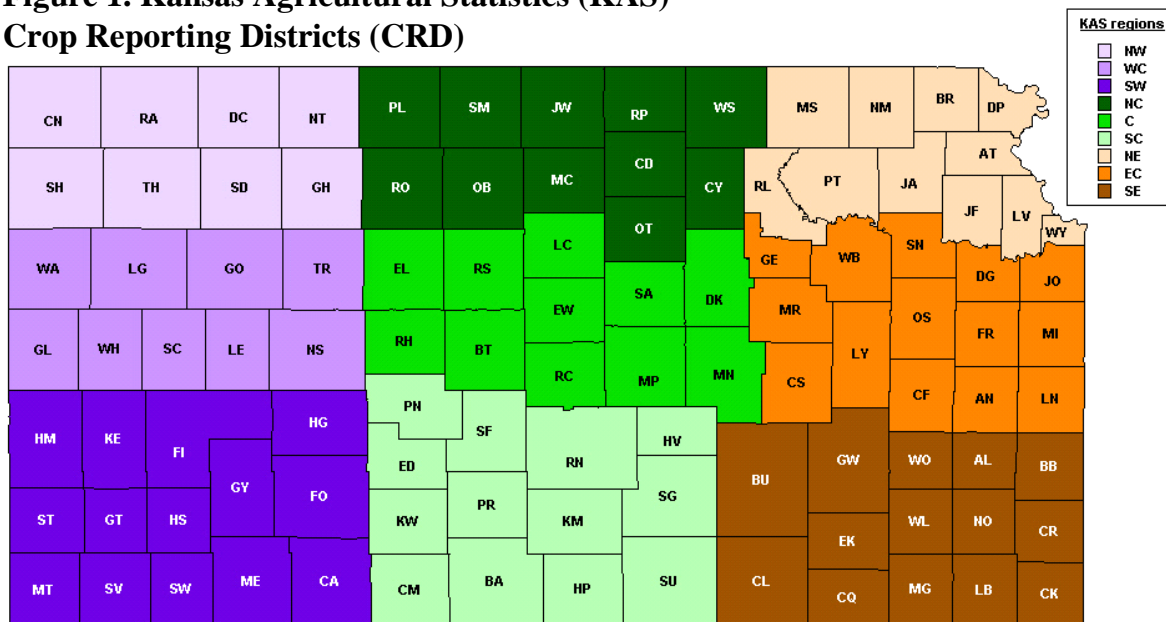 Figure 1. Kansas Agricultural Statistics (KAS)
Crop Reporting Districts (CRD)
KAS regions
NW
WC
SW
NC
C
SC
NE
EC
SE
CN RA DC NT PL SM JW RP WS MS NM BR DP
SH TH SD GH RO OB MC CD CY RL PT JA AT
JF LV WY
WA LG GO TR EL RS LC OT GE WB SN DG JO
EW SA DK MR OS
GL WH SC LE NS RH BT RC MP MN CS LY FR MI
HM KE FI HG PN SF HV CF AN LN
GY FO ED RN BU GW WO AL BB
ST GT HS KW PR KM SG EK WL NO CR
MT SV SW ME CA CM BA HP SU CL CQ MG LB CK